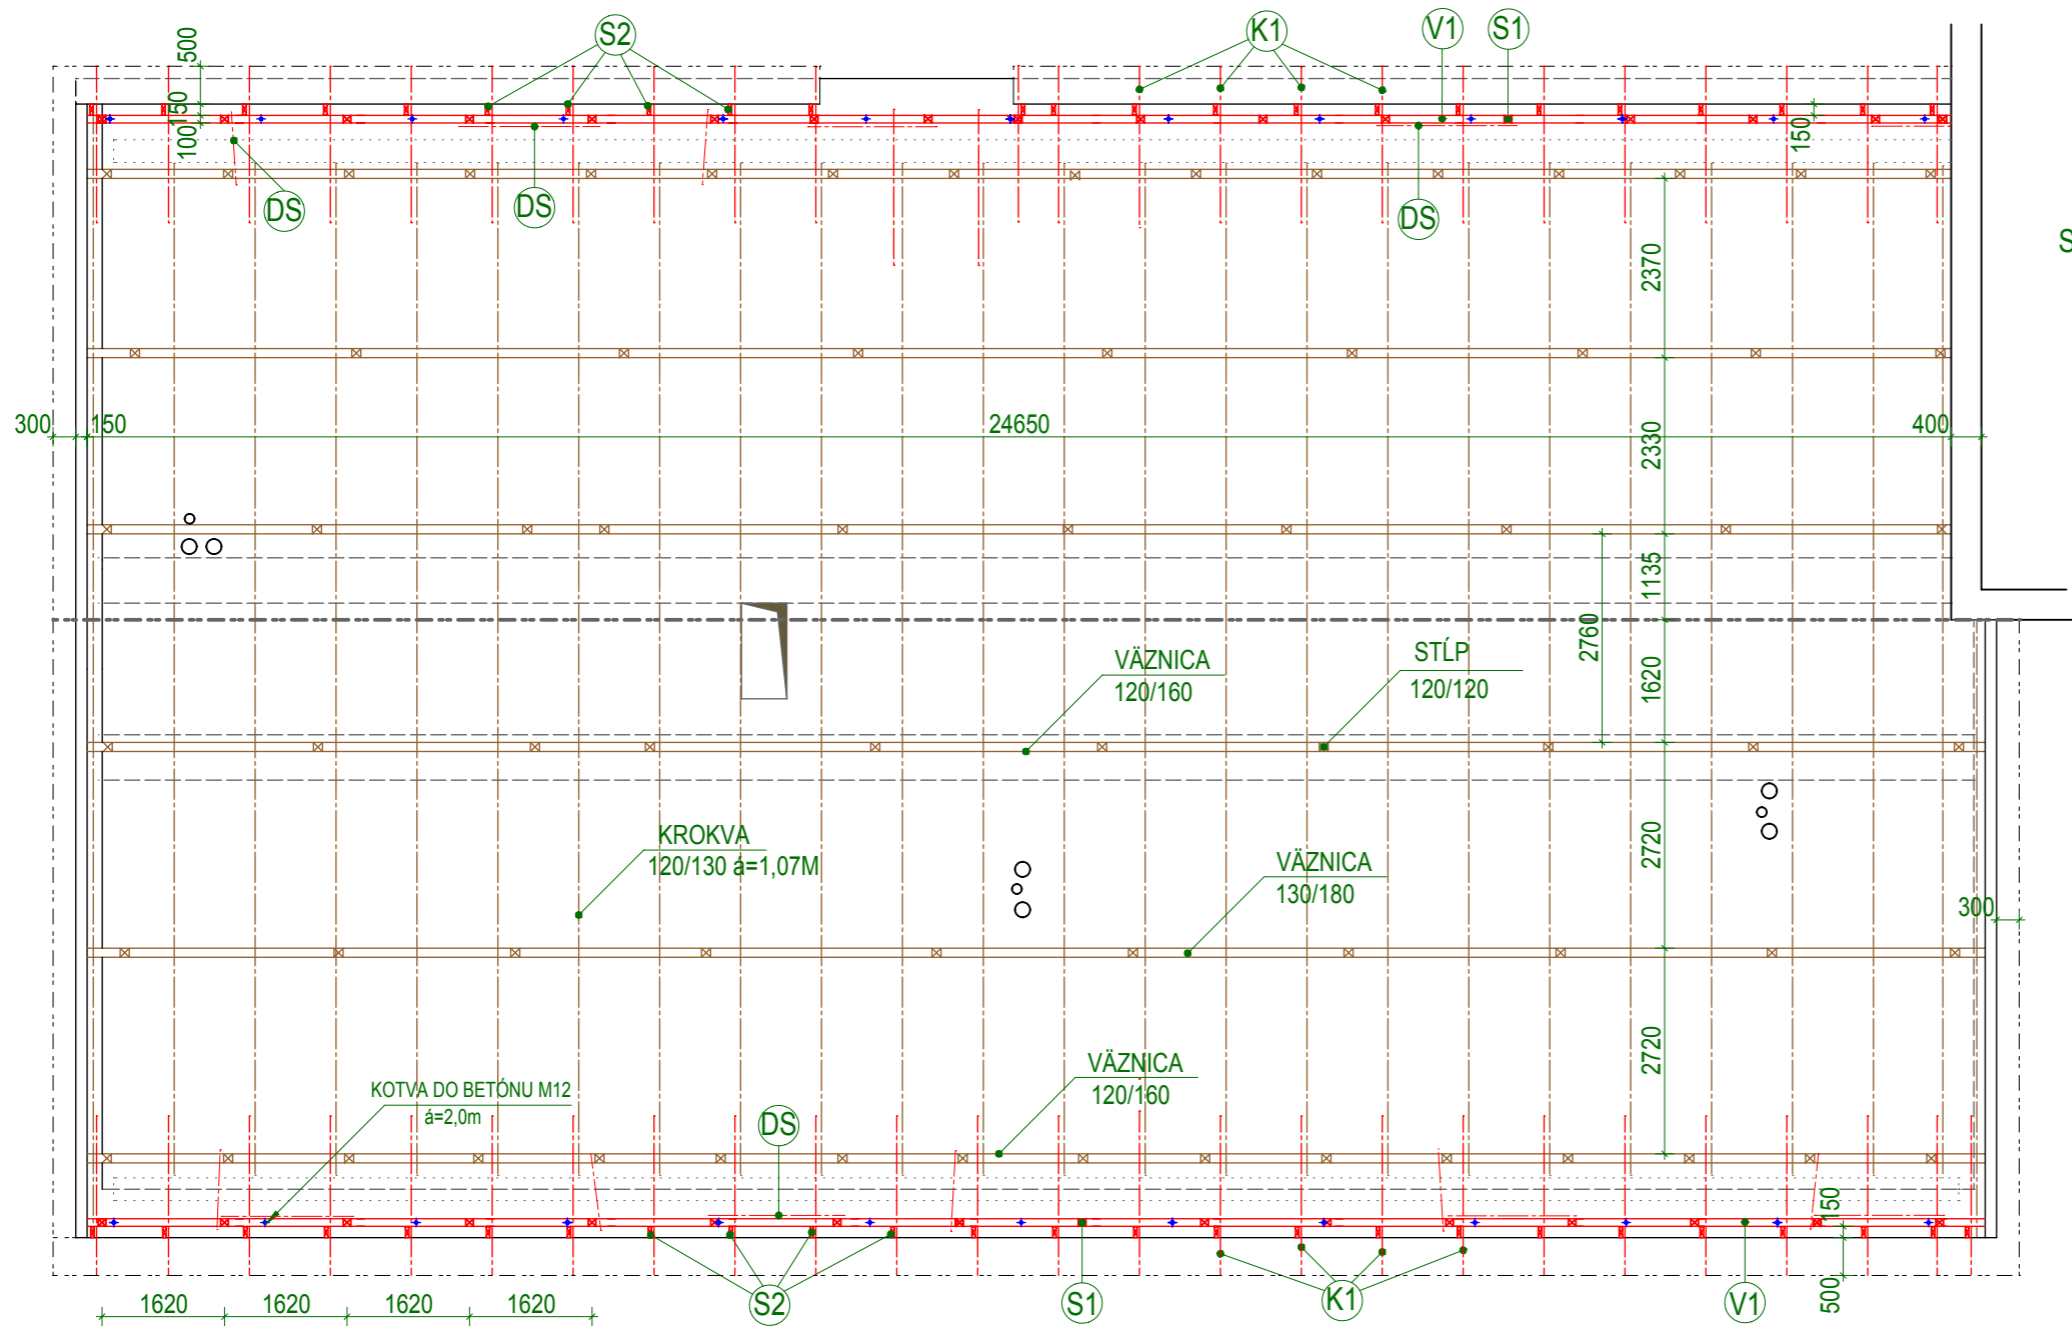 S2
K1
V1
S1
500
150
100
150
DS
DS
DS
S
2370
300
150
24650
400
2330
1135
2760
VÄZNICA
120/160
STĹP
120/120
1620
KROKVA
120/130 á=1,07M
VÄZNICA
130/180
2720
300
2720
VÄZNICA
120/160
KOTVA DO BETÓNU M12
á=2,0m
DS
150
500
1620
1620
1620
1620
S2
S1
K1
V1